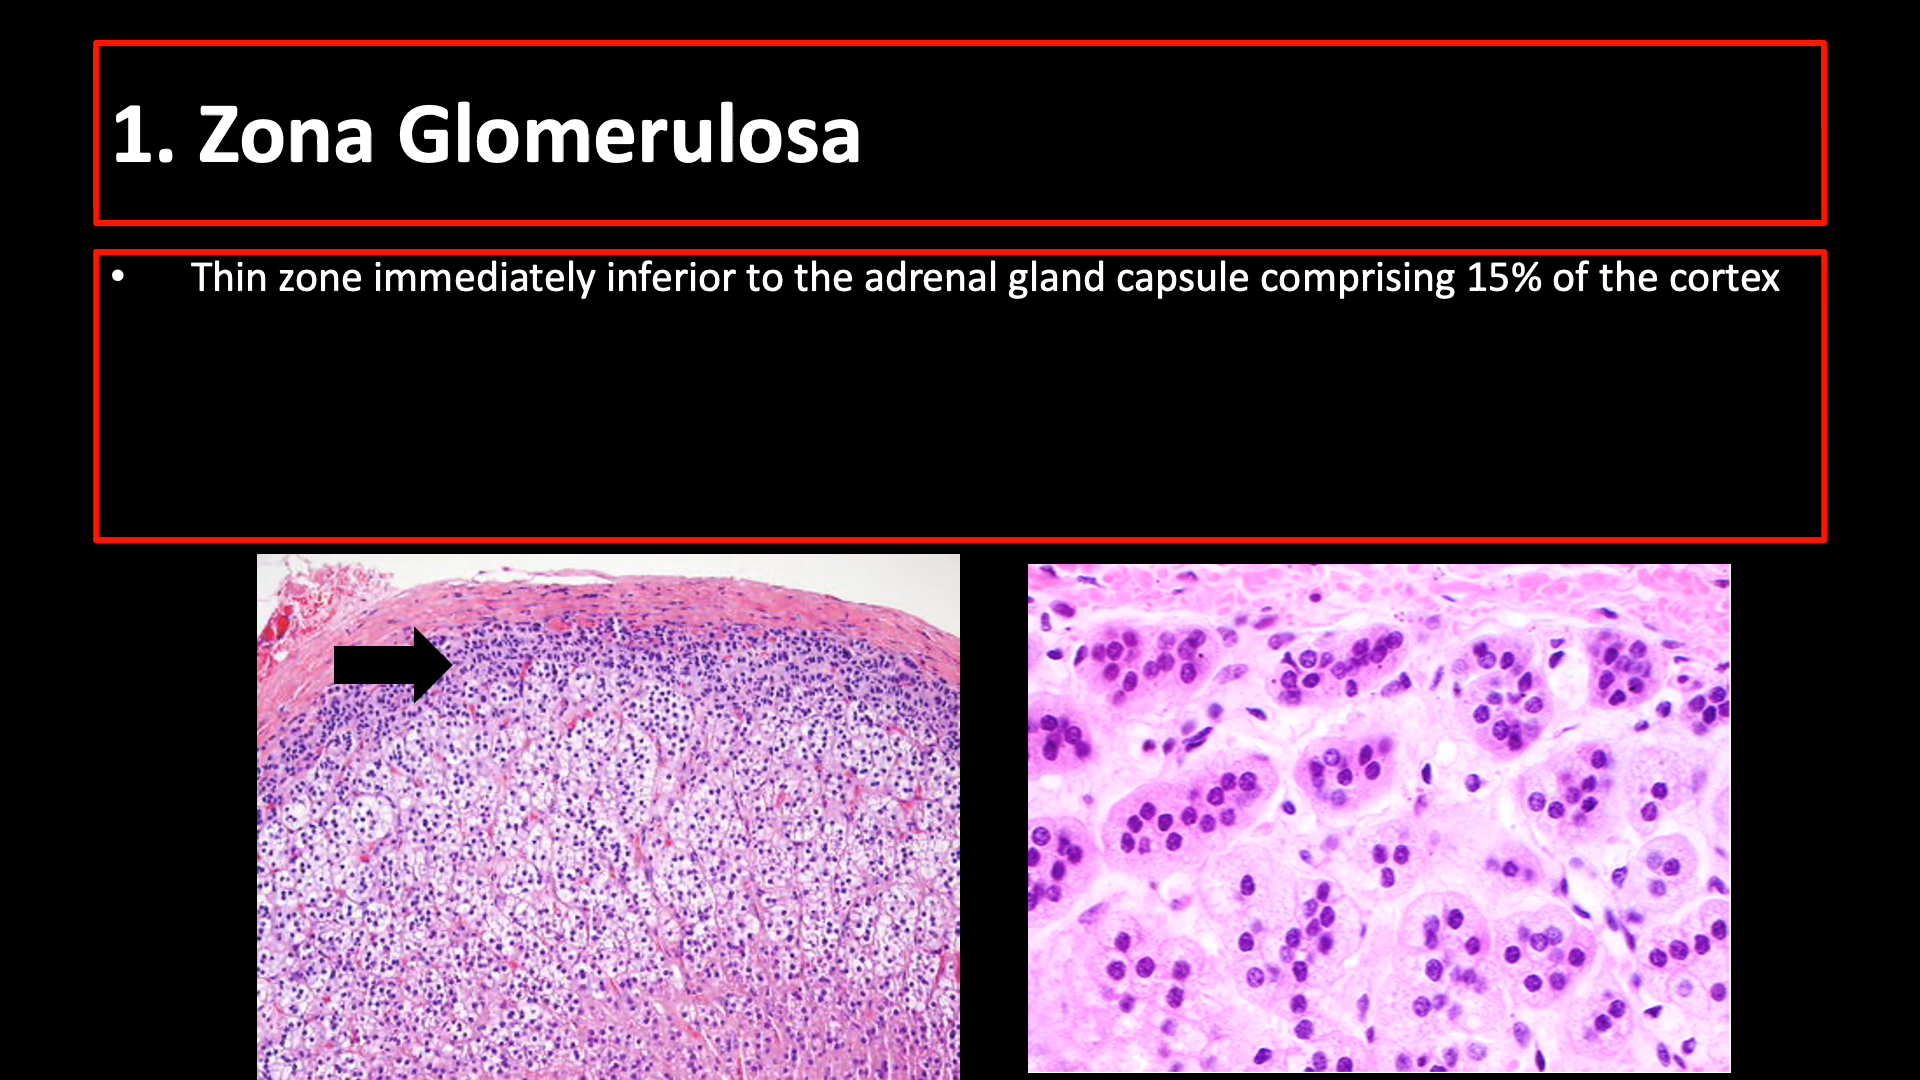 1. Zona Glomerulosa
• Thin zone immediately inferior to the adrenal gland capsule comprising 15% of the cortex